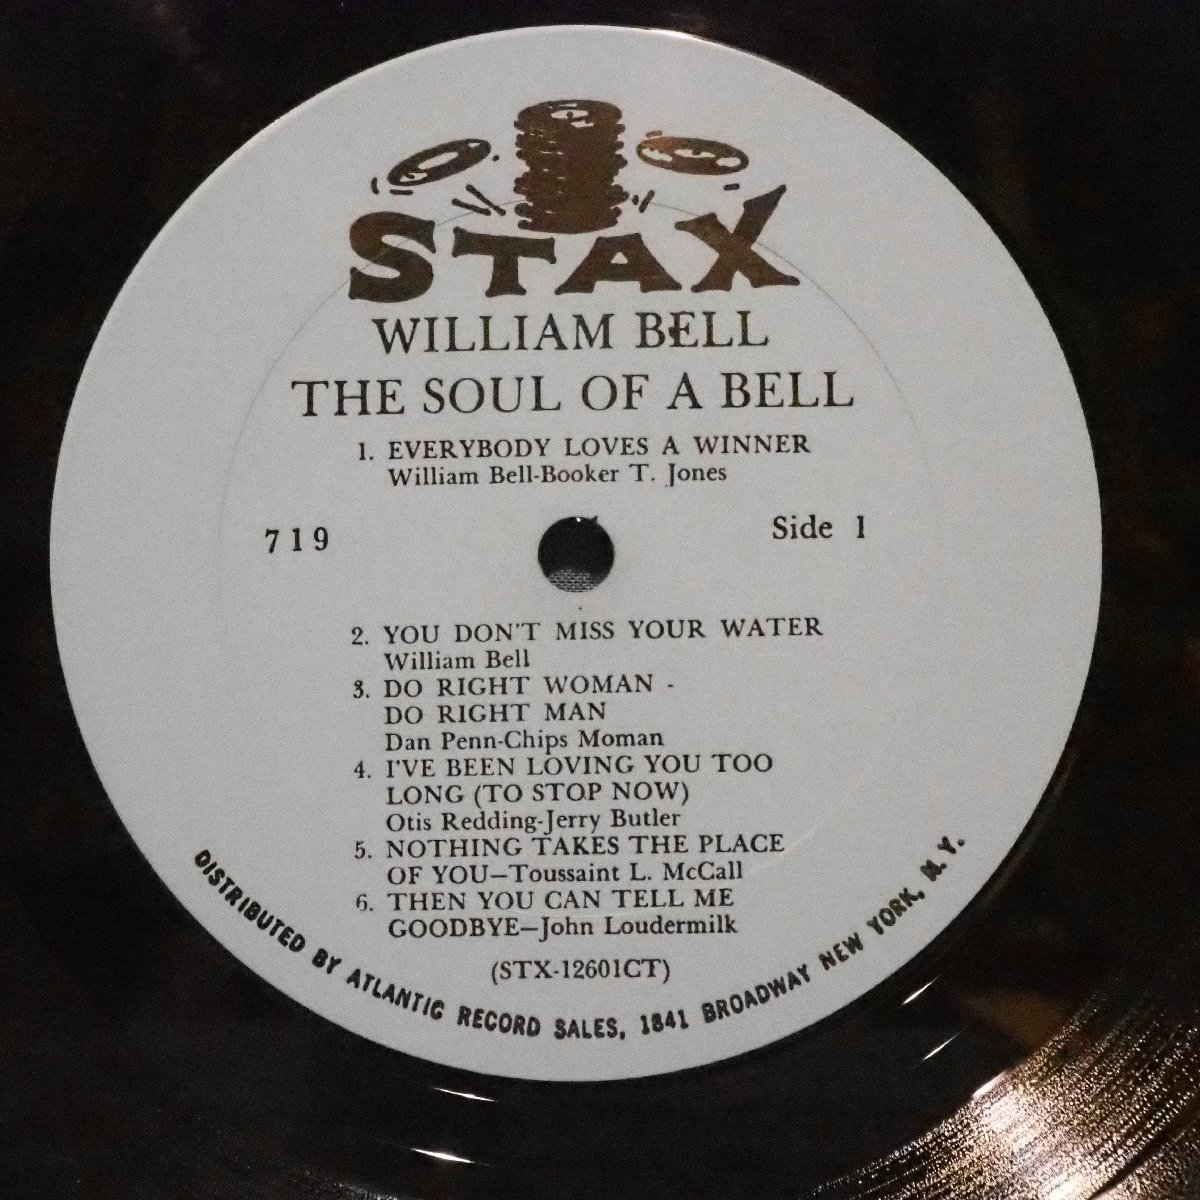 STAX
WILLIAM BELL
THE SOUL OF A BELL
1. EVERYBODY LOVES A WINNER
William Bell-Booker T. Jones
719
Side 1
2. YOU DON'T MISS YOUR WATER
William Bell
3. DO RIGHT WOMAN -
DO RIGHT MAN
Dan Penn-Chips Moman
4. I'VE BEEN LOVING YOU TOO
LONG (TO STOP NOW)
Otis Redding-Jerry Butler
5. NOTHING TAKES THE PLACE
OF YOU—Toussaint L. McCall
6. THEN YOU CAN TELL ME
GOODBYE—John Loudermilk
(STX-12601CT)
DISTRIBUTED BY ATLANTIC RECORD SALES, 1841 BROADWAY NEW YORK, N. Y.